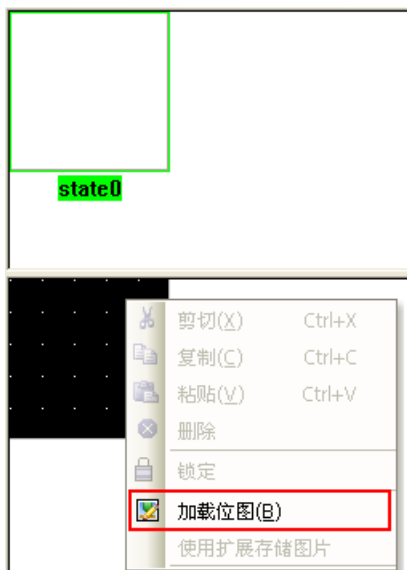 state0
剪切(X) Ctrl+X
复制(C) Ctrl+C
粘贴(V) Ctrl+V
删除
锁定
加载位图(B)
使用扩展存储图片